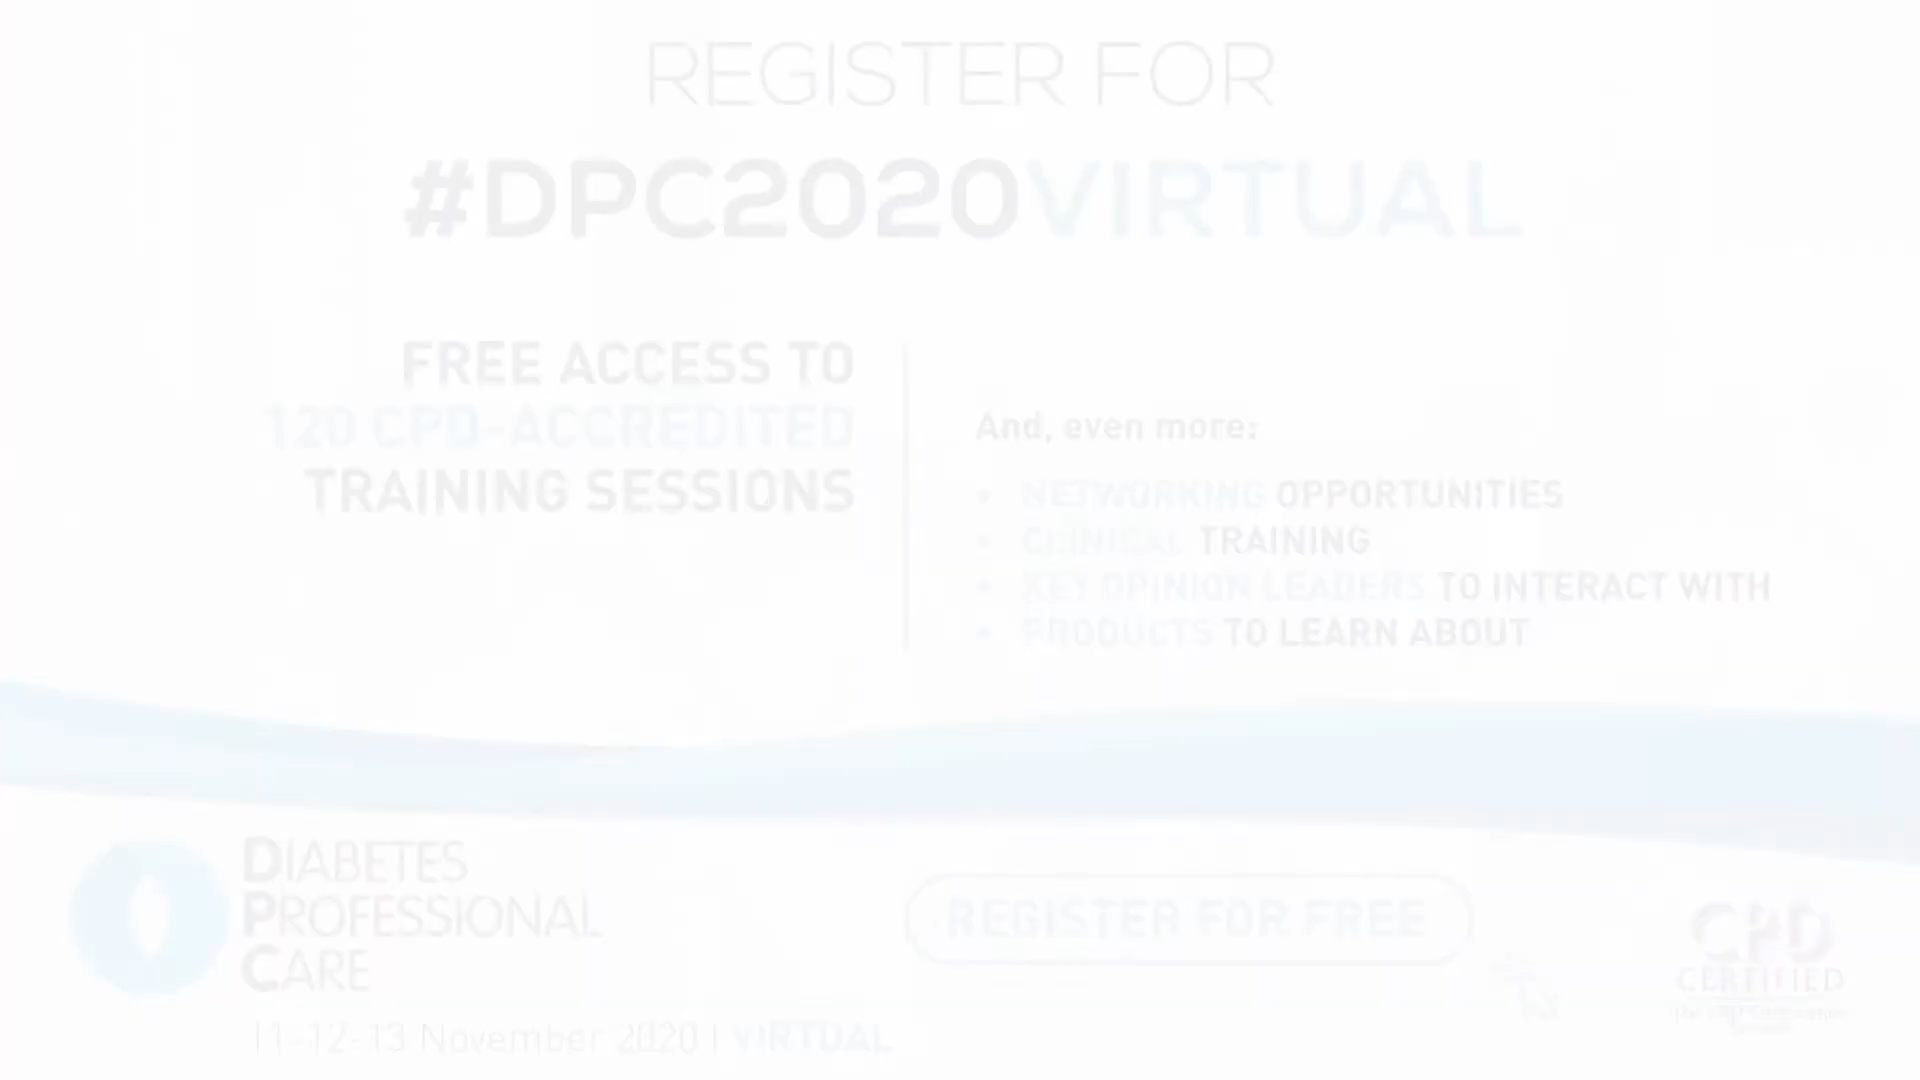 REGISTER FOR
#DPC2020VIRTUAL
FREE ACCESS TO
120 CPD-ACCREDITED
TRAINING SESSIONS
And, even more:
• NETWORKING OPPORTUNITIES
• CLINICAL TRAINING
• KEY OPINION LEADERS TO INTERACT WITH
• PRODUCTS TO LEARN ABOUT
DIABETES
PROFESSIONAL
CARE
11-12-13 November 2020 | VIRTUAL
REGISTER FOR FREE
CPD
CERTIFIED